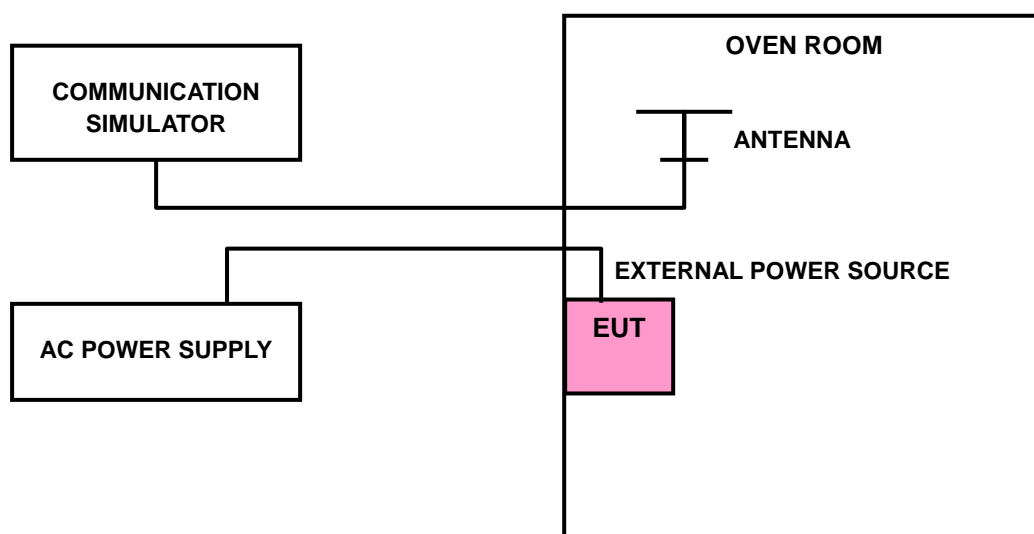 COMMUNICATION
SIMULATOR
OVEN ROOM
ANTENNA
EXTERNAL POWER SOURCE
AC POWER SUPPLY
EUT